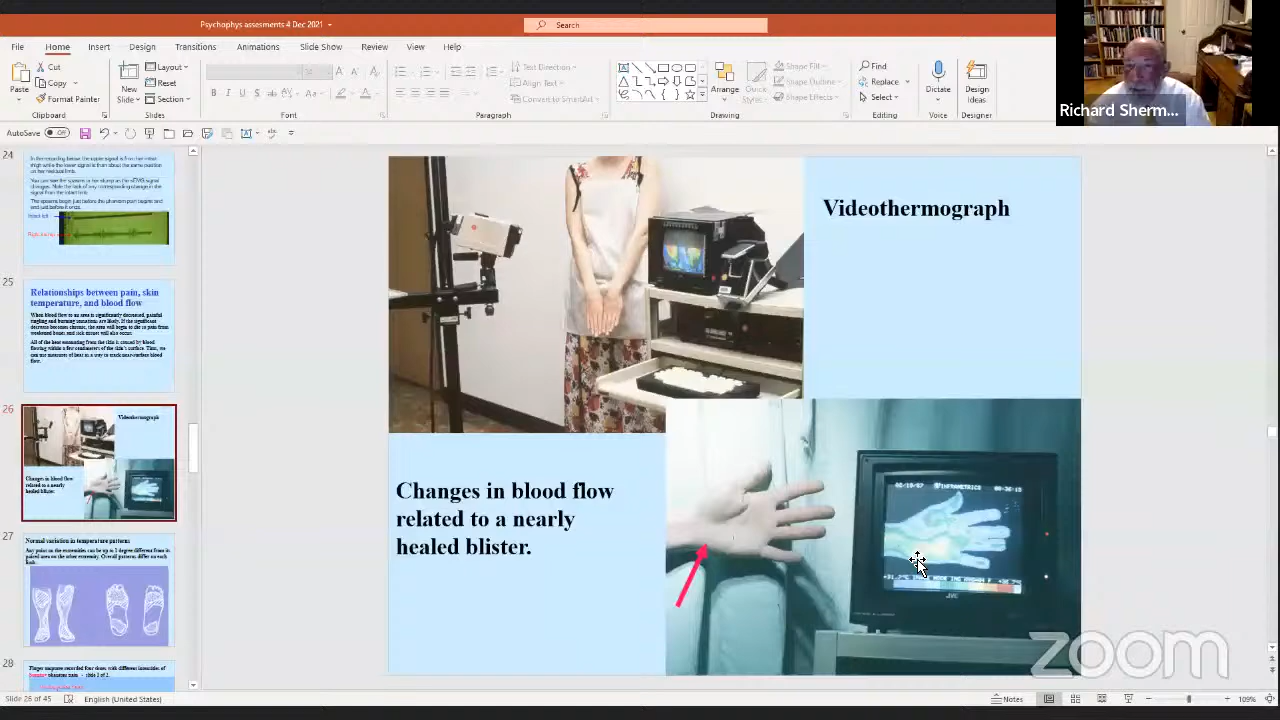 Psychophys assesments 4 Dec 2021
Search
File Home Insert Design Transitions Animations Slide Show Review View Help
Paste
Cut
Copy
Format Painter
Clipboard
New
Slide
Layout
Reset
Section
Slides
Font
Text Direction
Align Text
Convert to SmartArt
Paragraph
Arrange
Quick
Styles
Shape Fill
Shape Outline
Shape Effects
Drawing
Find
Replace
Select
Editing
Dictate
Voice
Design
Ideas
Designer
Richard Sherm...
AutoSave Off
24
25
Relationships between pain, skin
temperature, and blood flow
26
Videothermograph
Changes in blood flow
related to a nearly
healed blister.
27
Normal variation in temperature patterns
28
Videothermograph
Changes in blood flow
related to a nearly
healed blister.
JVC
zoom
Slide 26 of 45
English (United States)
Notes
109%